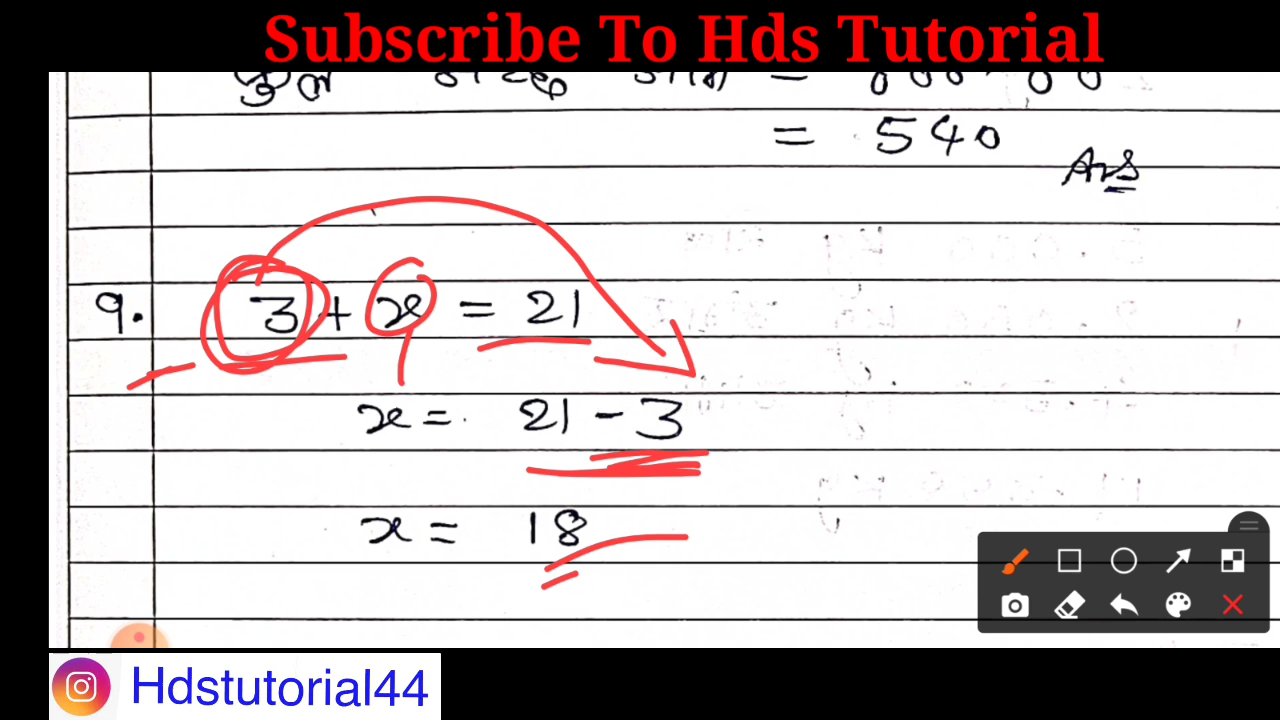 Subscribe To Hds Tutorial
= 540
Ans
9. 3 + x = 21
x = 21 - 3
x = 18
Hdstutorial44